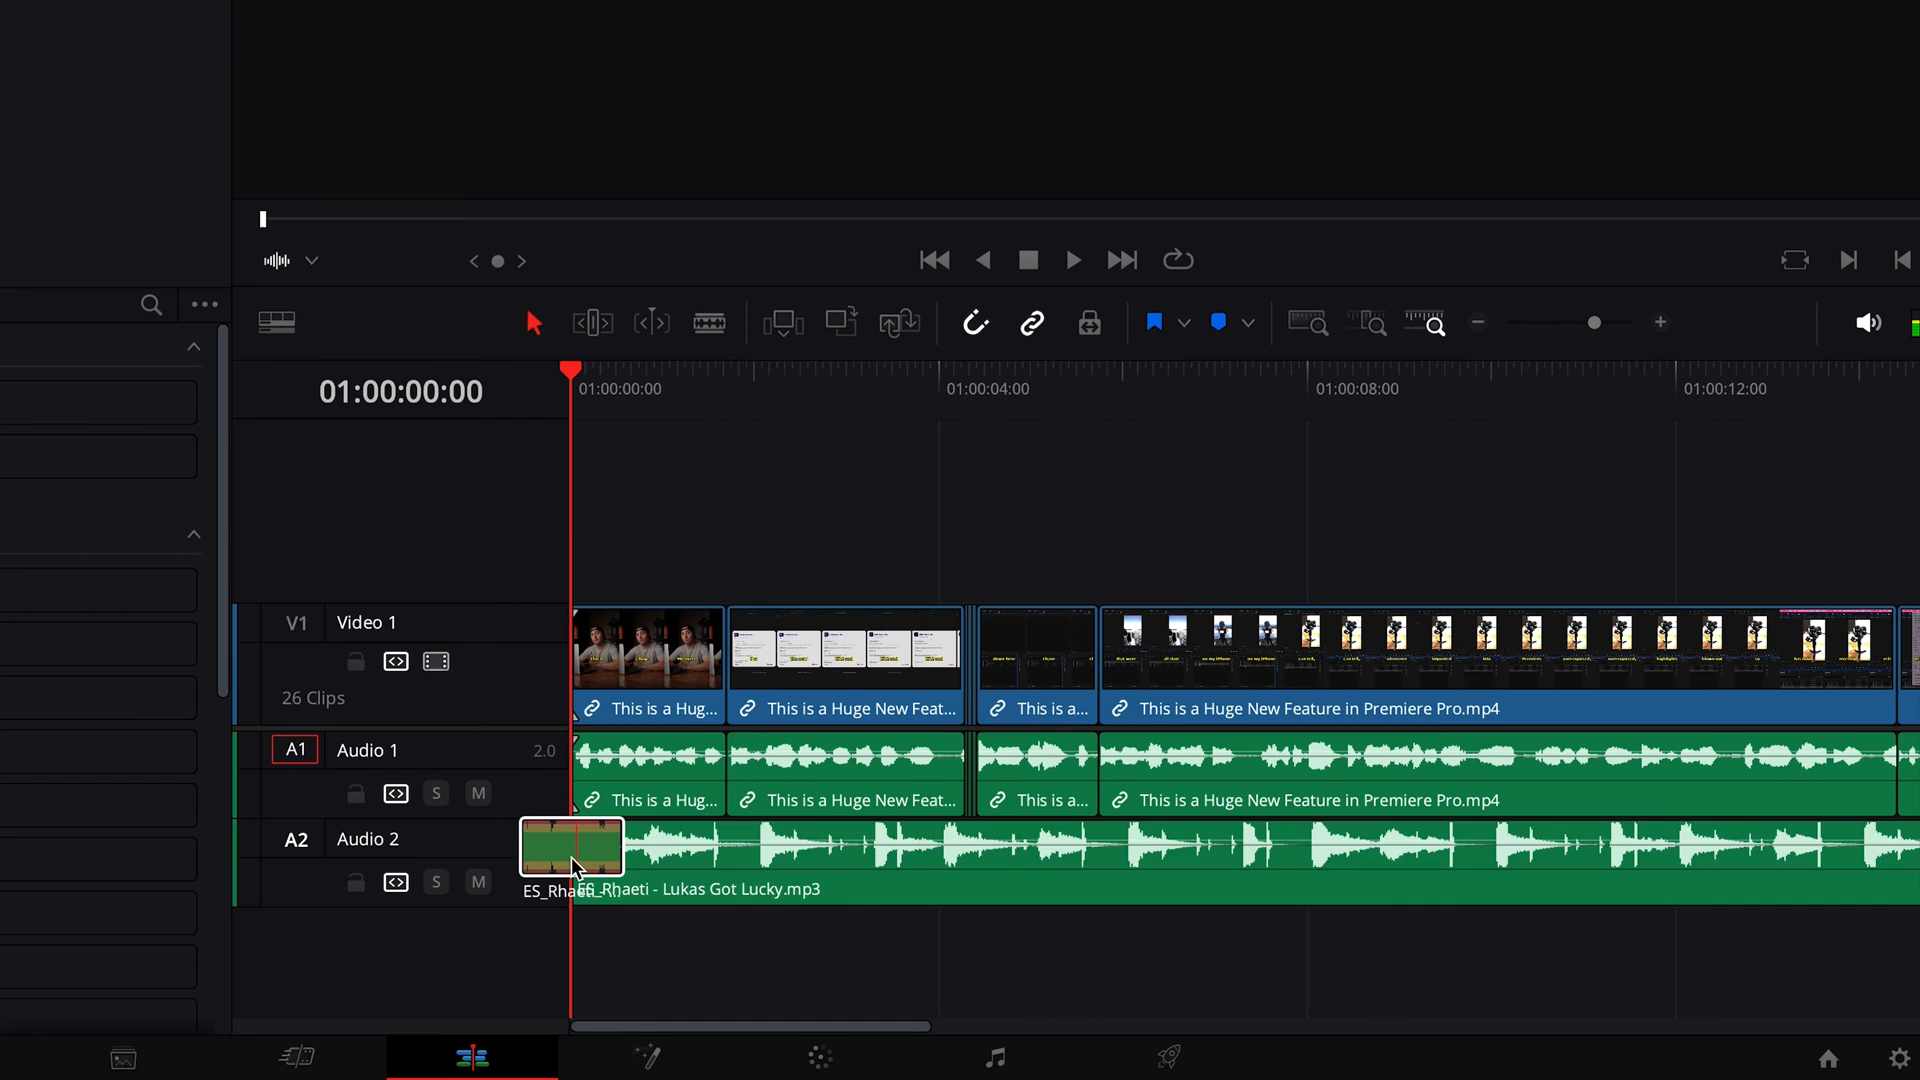 01:00:00:00
01:00:00:00
01:00:04:00
01:00:08:00
01:00:12:00
V1 Video 1
26 Clips
This is a Hug...
This is a Huge New Feat...
This is a...
This is a Huge New Feature in Premiere Pro.mp4
A1 Audio 1 2.0
S M
This is a Hug...
This is a Huge New Feat...
This is a...
This is a Huge New Feature in Premiere Pro.mp4
A2 Audio 2
S M
ES_Rhaeti - Lukas Got Lucky.mp3